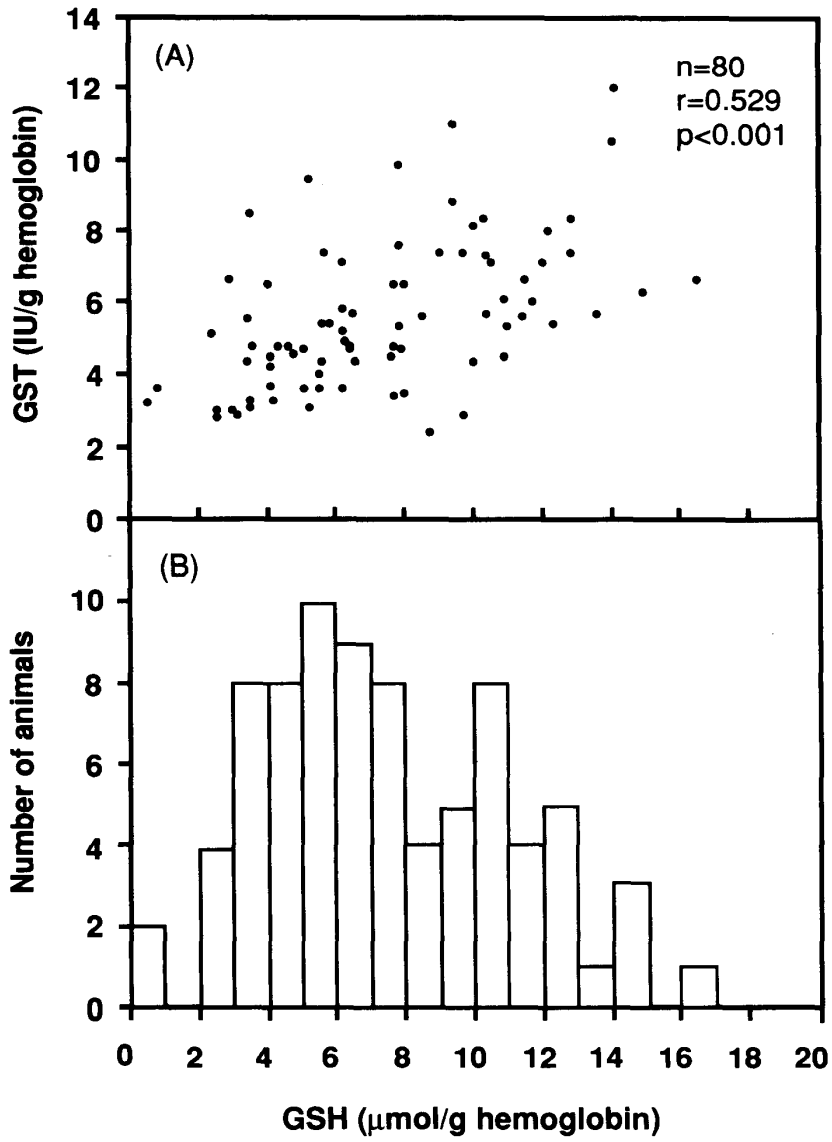 (A)
n=80
r=0.529
p<0.001
GST (IU/g hemoglobin)
14
12
10
8
6
4
2
0
(B)
Number of animals
10
8
6
4
2
0
0 2 4 6 8 10 12 14 16 18 20
GSH (μmol/g hemoglobin)